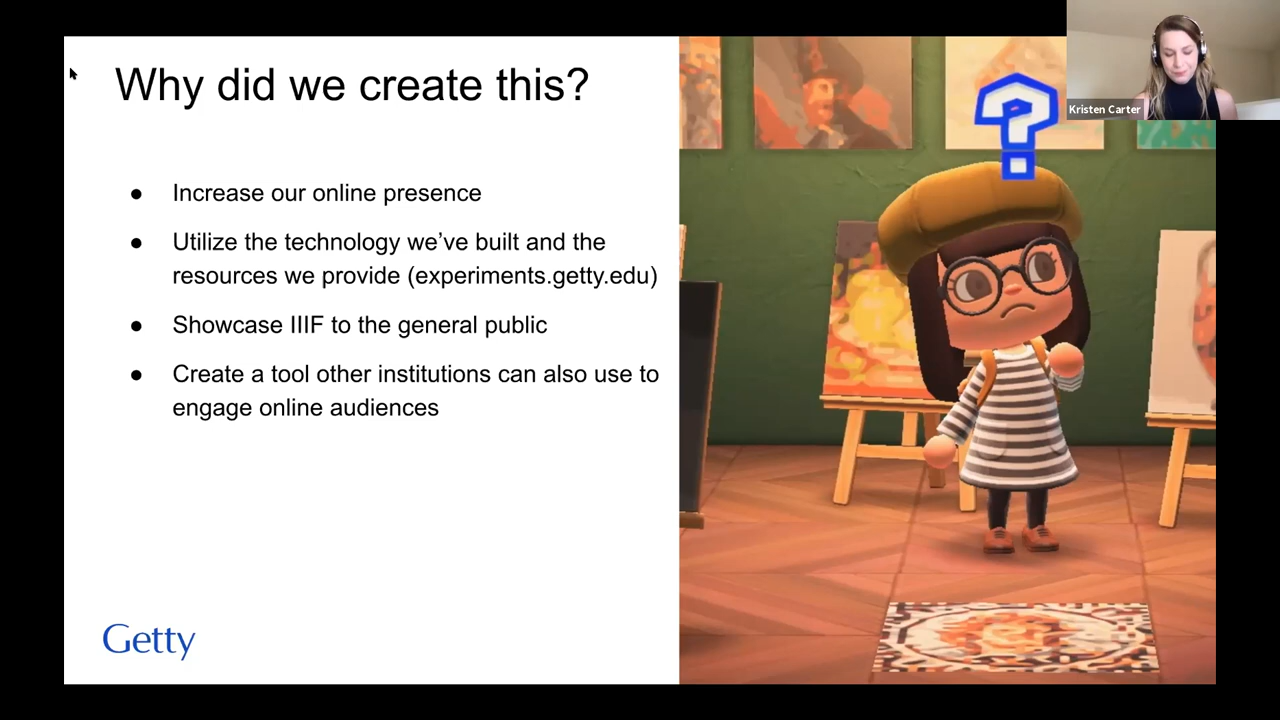 Why did we create this?
● Increase our online presence
● Utilize the technology we've built and the
resources we provide (experiments.getty.edu)
● Showcase IIIF to the general public
● Create a tool other institutions can also use to
engage online audiences
Getty
?
Kristen Carter